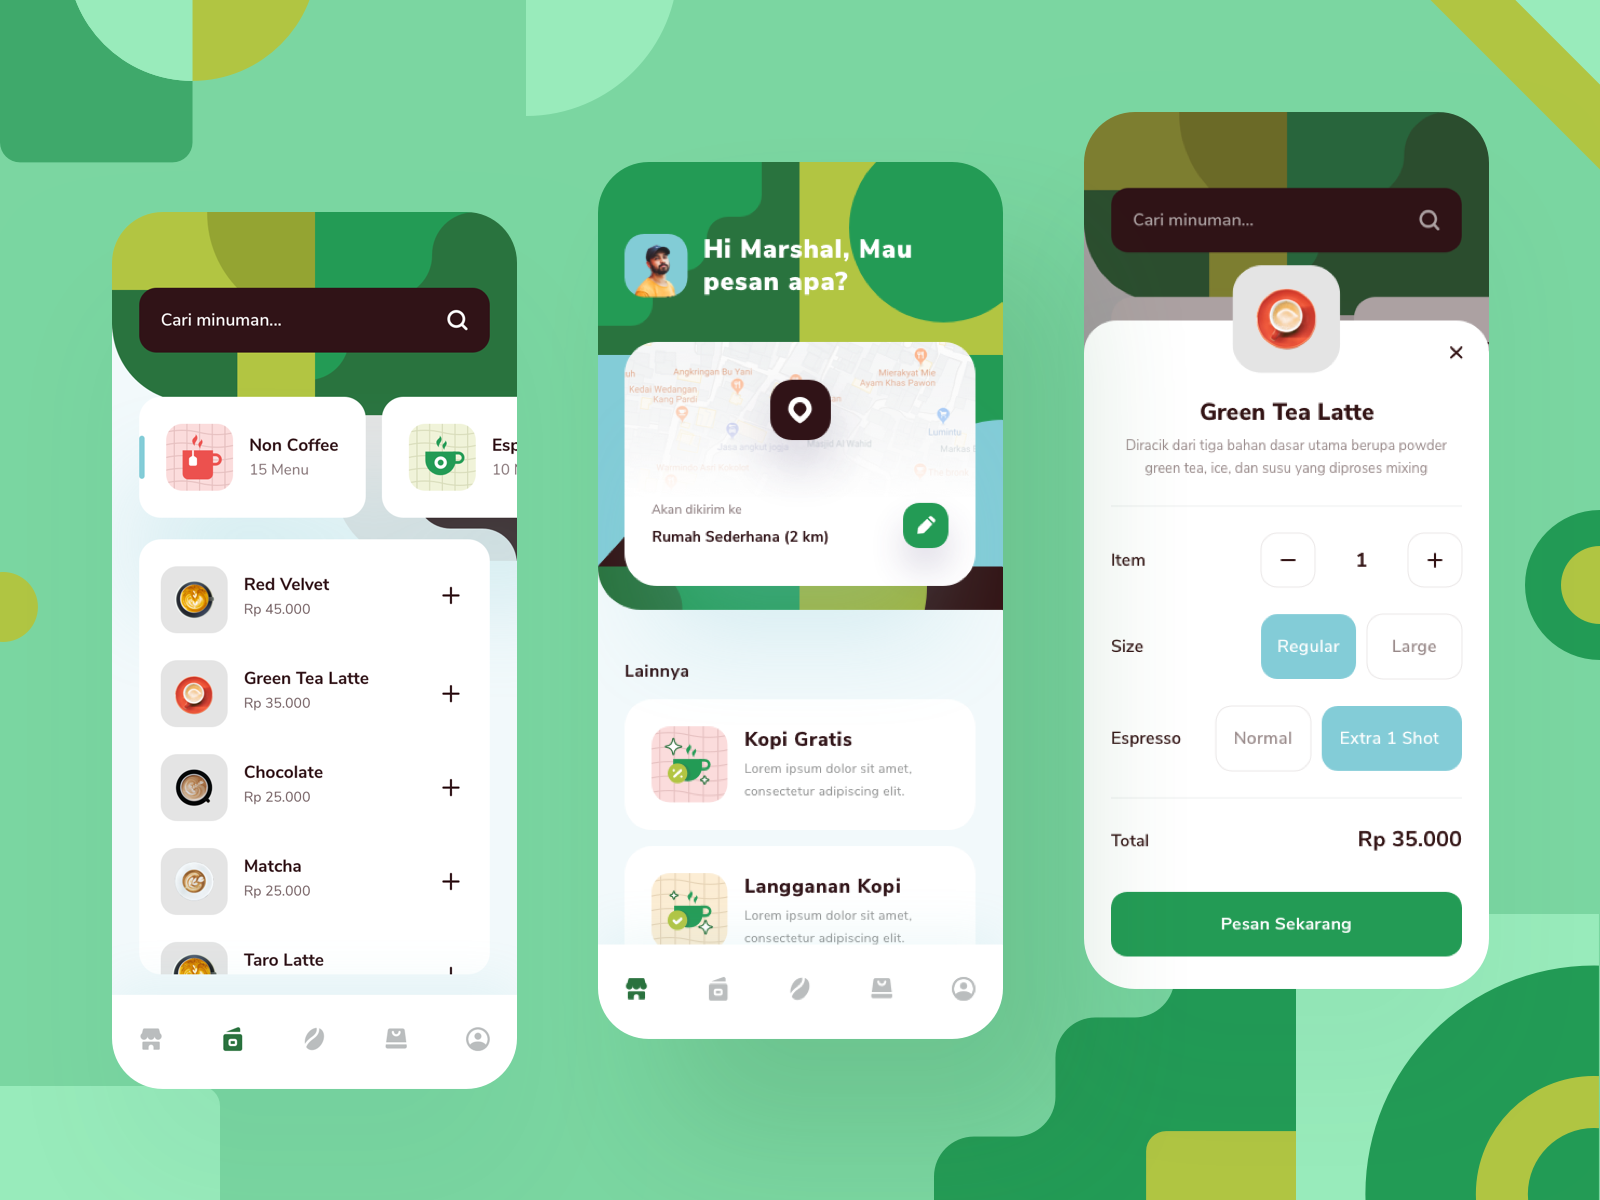 Cari minuman...
Non Coffee
15 Menu
Esp
10
Red Velvet
Rp 45.000
Green Tea Latte
Rp 35.000
Chocolate
Rp 25.000
Matcha
Rp 25.000
Taro Latte
Hi Marshal, Mau
pesan apa?
Angkringan Bu Yani
Mierakyat Mie
Ayam Khas Pawon
Kedai Wedangan
Kang Pardi
Lumintu
Jasa angkut jogja
Masjid Al Wahid
Markas
Akan dikirim ke
Rumah Sederhana (2 km)
Lainnya
Kopi Gratis
Lorem ipsum dolor sit amet,
consectetur adipiscing elit.
Langganan Kopi
Lorem ipsum dolor sit amet,
consectetur adipiscing elit.
Cari minuman...
Green Tea Latte
Diracik dari tiga bahan dasar utama berupa powder
green tea, ice, dan susu yang diproses mixing
Item
1
Size
Regular
Large
Espresso
Normal
Extra 1 Shot
Total
Rp 35.000
Pesan Sekarang